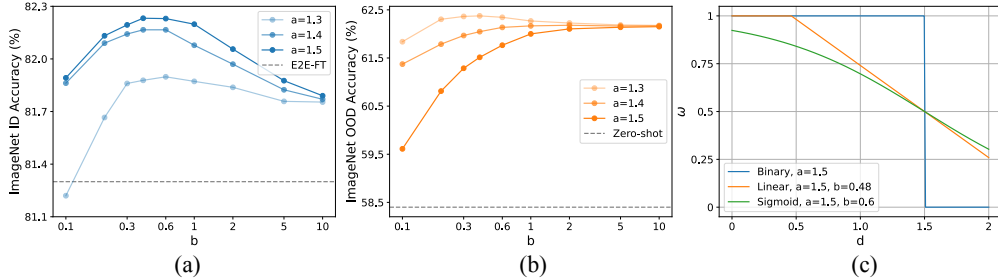 ImageNet ID Accuracy (%)
82.3
82.0
81.7
81.4
81.1
a=1.3
a=1.4
a=1.5
E2E-FT
0.1
0.3
0.6
1
2
5
10
b
(a)
ImageNet OOD Accuracy (%)
62.5
61.5
60.5
59.5
58.5
a=1.3
a=1.4
a=1.5
Zero-shot
0.1
0.3
0.6
1
2
5
10
b
(b)
ω
1
0.75
0.5
0.25
0
Binary, a=1.5
Linear, a=1.5, b=0.48
Sigmoid, a=1.5, b=0.6
0
0.5
1.0
1.5
2
d
(c)